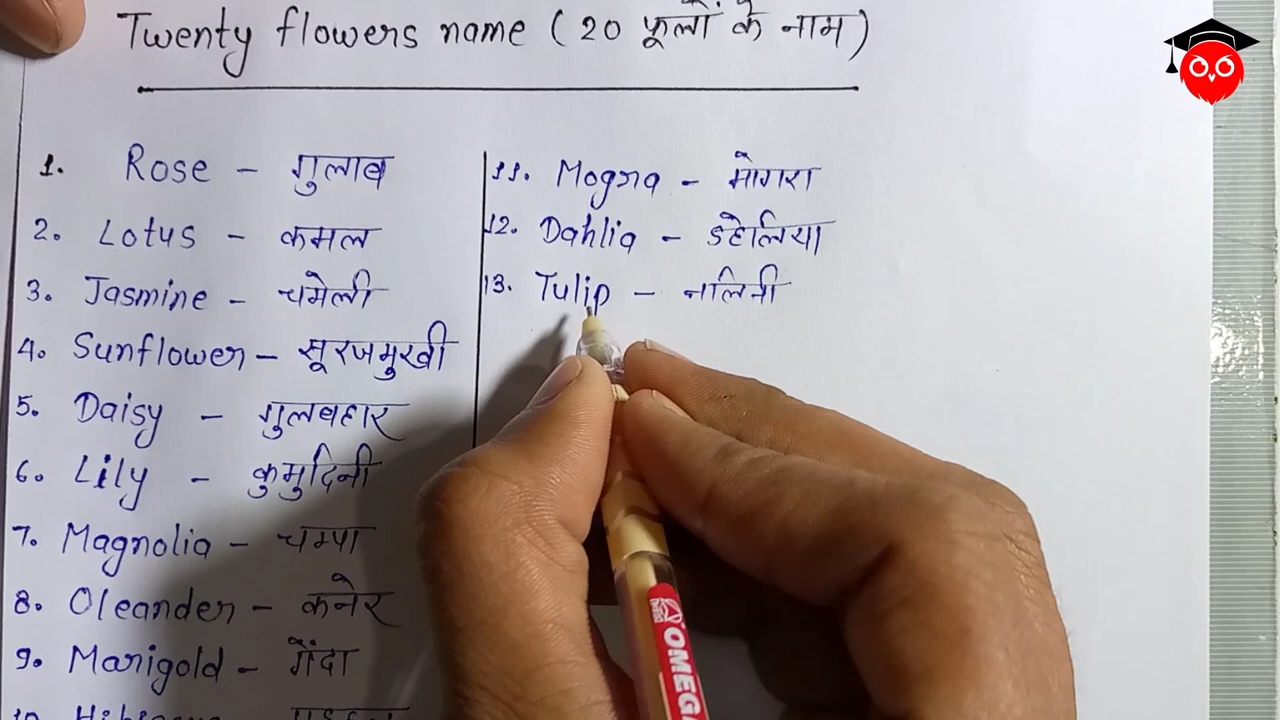 Twenty flowers name (20 फूलों के नाम)
1. Rose - गुलाब
2. Lotus - कमल
3. Jasmine - चमेली
4. Sunflower - सूरजमुखी
5. Daisy - गुलबहार
6. Lily - कुमुदिनी
7. Magnolia - चम्पा
8. Oleander - कनेर
9. Marigold - गेंदा
10.
11. Mogra - मोगरा
12. Dahlia - डहेलिया
13. Tulip - नलिनी
OMEGA